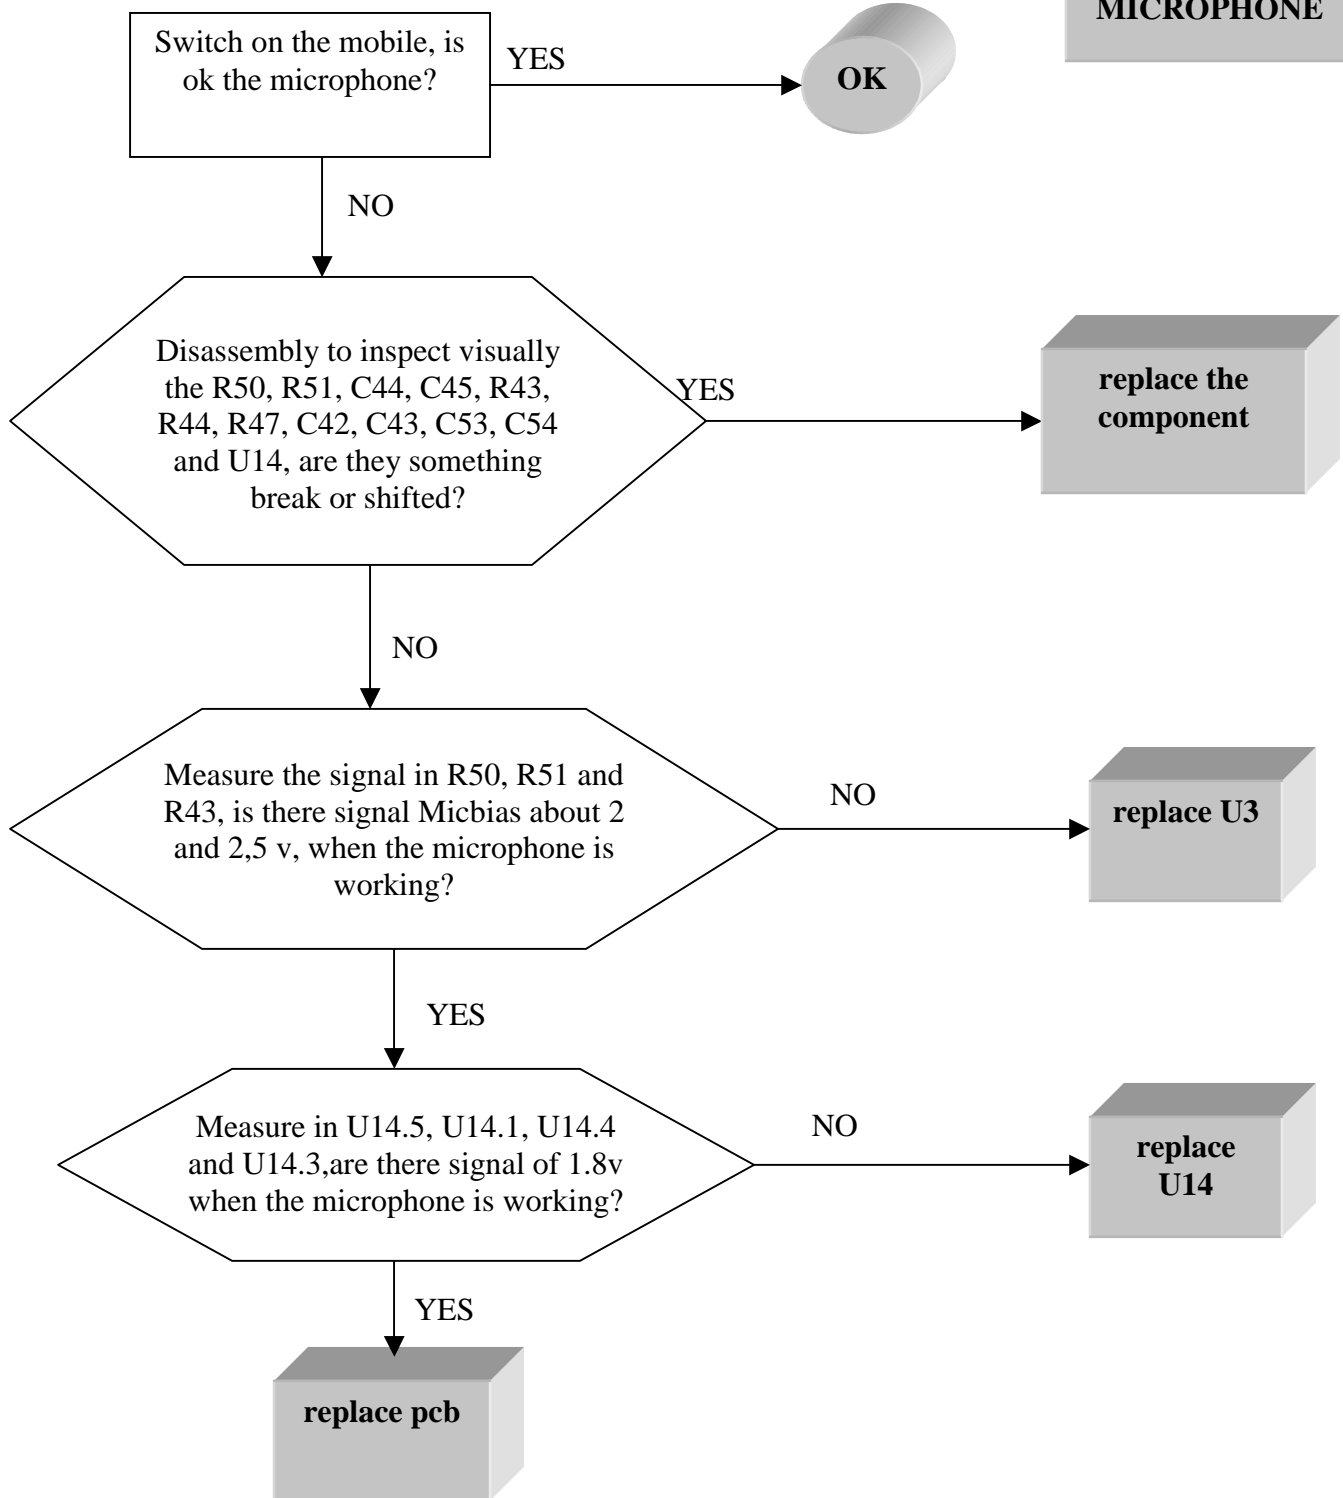 MICROPHONE
Switch on the mobile, is
ok the microphone?
YES
OK
NO
Disassembly to inspect visually
the R50, R51, C44, C45, R43,
R44, R47, C42, C43, C53, C54
and U14, are they something
break or shifted?
YES
replace the
component
NO
Measure the signal in R50, R51 and
R43, is there signal Micbias about 2
and 2,5 v, when the microphone is
working?
NO
replace U3
YES
Measure in U14.5, U14.1, U14.4
and U14.3,are there signal of 1.8v
when the microphone is working?
NO
replace
U14
YES
replace pcb